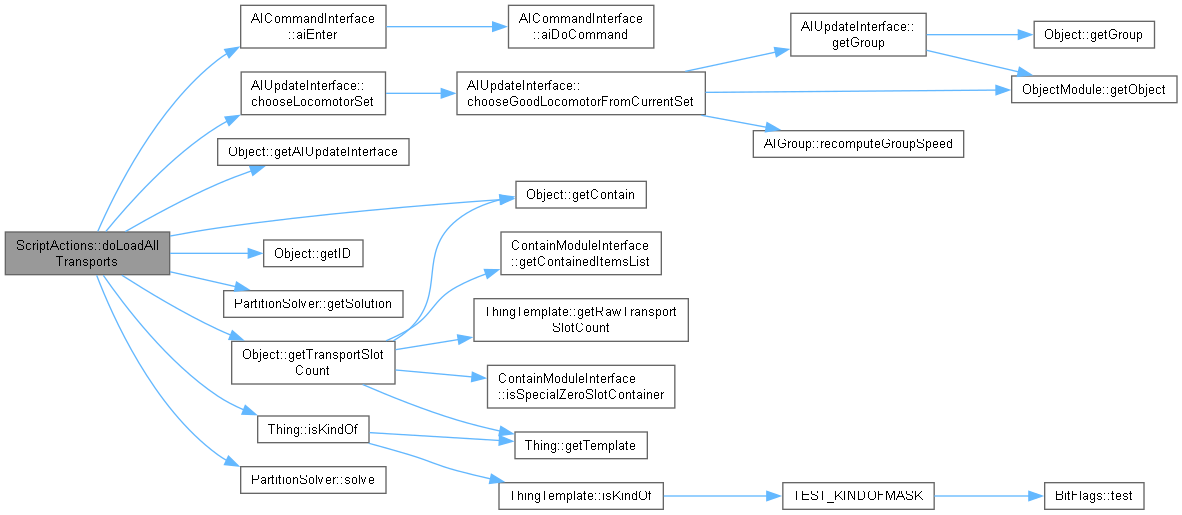 ScriptActions::doLoadAll
Transports
AICommandInterface
::aiEnter
AICommandInterface
::aiDoCommand
AIUpdateInterface::
chooseLocomotorSet
AIUpdateInterface::
chooseGoodLocomotorFromCurrentSet
AIUpdateInterface::
getGroup
Object::getGroup
ObjectModule::getObject
AIGroup::recomputeGroupSpeed
Object::getAIUpdateInterface
Object::getContain
Object::getID
PartitionSolver::getSolution
Object::getTransportSlot
Count
ContainModuleInterface
::getContainedItemsList
ThingTemplate::getRawTransport
SlotCount
ContainModuleInterface
::isSpecialZeroSlotContainer
Thing::getTemplate
Thing::isKindOf
ThingTemplate::isKindOf
TEST_KINDOFMASK
BitFlags::test
PartitionSolver::solve